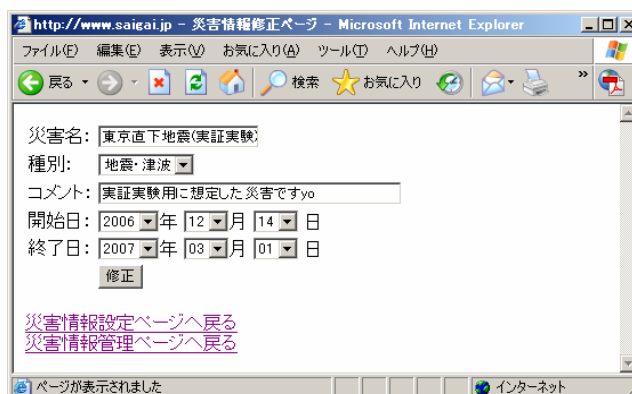 http://www.saigai.jp - 災害情報修正ページ - Microsoft Internet Explorer
ファイル(F) 編集(E) 表示(V) お気に入り(A) ツール(T) ヘルプ(H)
戻る 検索 お気に入り »
災害名: 東京直下地震(実証実験)
種別: 地震・津波
コメント: 実証実験用に想定した災害ですyo
開始日: 2006 年 12 月 14 日
終了日: 2007 年 03 月 01 日
修正
災害情報設定ページへ戻る
災害情報管理ページへ戻る
ページが表示されました インターネット